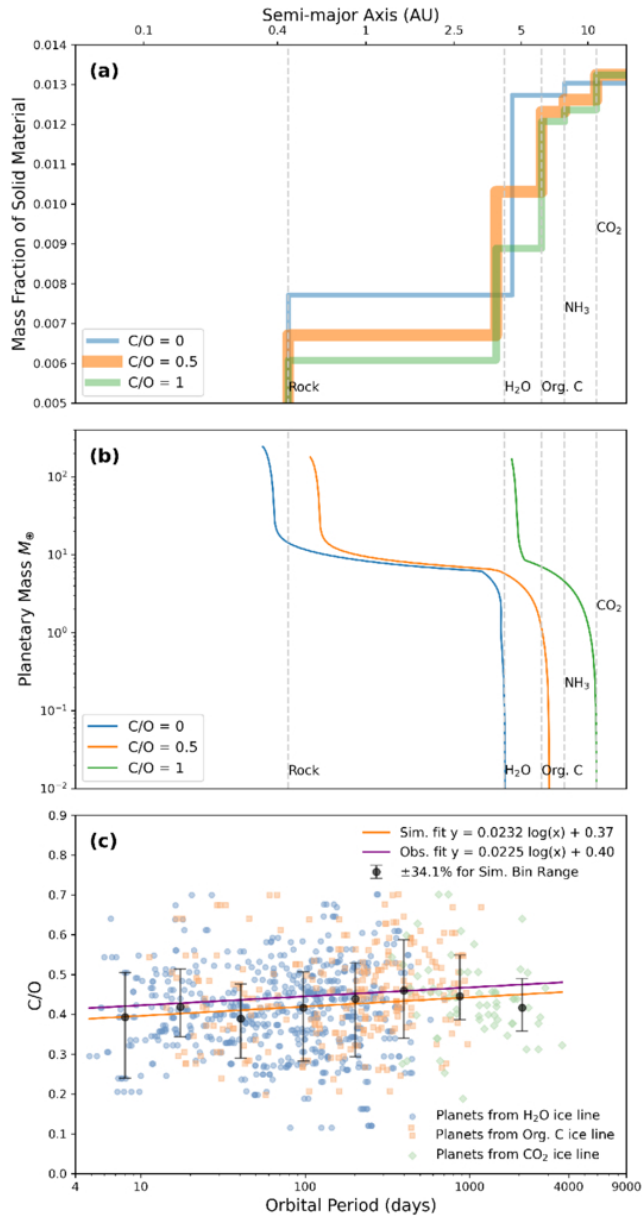 Semi-major Axis (AU)
0.1 0.4 1 2.5 5 10
(a)
Mass Fraction of Solid Material
0.014
0.013
0.012
0.011
0.010
0.009
0.008
0.007
0.006
0.005
CO₂
NH₃
C/O = 0
C/O = 0.5
C/O = 1
Rock H₂O Org. C
(b)
Planetary Mass M⊕
10²
10¹
10⁰
10⁻¹
10⁻²
CO₂
NH₃
C/O = 0
C/O = 0.5
C/O = 1
Rock H₂O Org. C
(c)
Sim. fit y = 0.0232 log(x) + 0.37
Obs. fit y = 0.0225 log(x) + 0.40
±34.1% for Sim. Bin Range
C/O
0.9
0.8
0.7
0.6
0.5
0.4
0.3
0.2
0.1
0.0
Planets from H₂O ice line
Planets from Org. C ice line
Planets from CO₂ ice line
4 10 100 1000 4000 9000
Orbital Period (days)